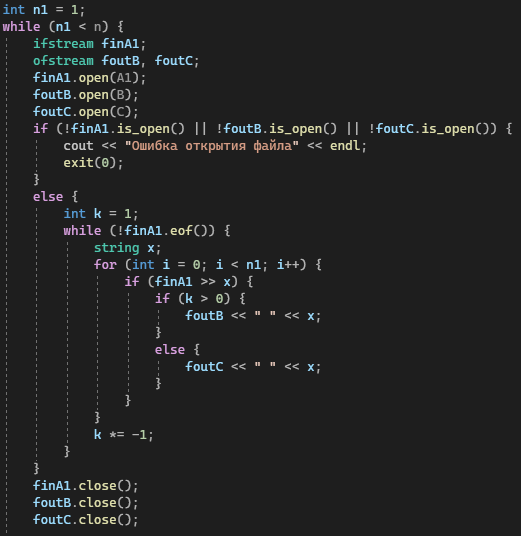 int n1 = 1;
while (n1 < n) {
    ifstream finA1;
    ofstream foutB, foutC;
    finA1.open(A1);
    foutB.open(B);
    foutC.open(C);
    if (!finA1.is_open() || !foutB.is_open() || !foutC.is_open()) {
        cout << "Ошибка открытия файла" << endl;
        exit(0);
    }
    else {
        int k = 1;
        while (!finA1.eof()) {
            string x;
            for (int i = 0; i < n1; i++) {
                if (finA1 >> x) {
                    if (k > 0) {
                        foutB << " " << x;
                    }
                    else {
                        foutC << " " << x;
                    }
                }
            }
            k *= -1;
        }
    }
    finA1.close();
    foutB.close();
    foutC.close();